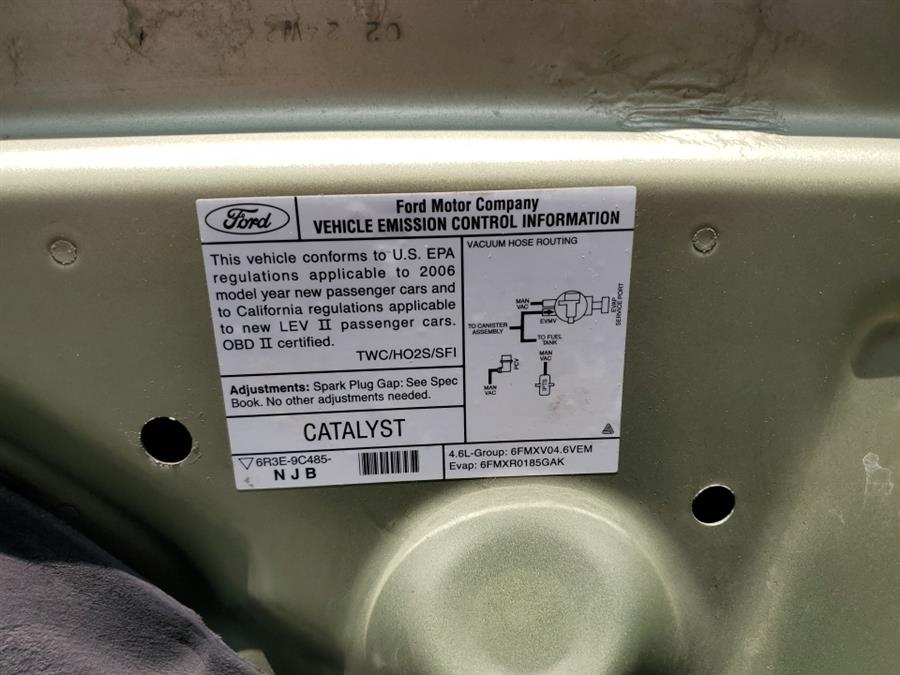 Ford
Ford Motor Company
VEHICLE EMISSION CONTROL INFORMATION
This vehicle conforms to U.S. EPA
regulations applicable to 2006
model year new passenger cars and
to California regulations applicable
to new LEV II passenger cars.
OBD II certified.
TWC/HO2S/SFI
Adjustments: Spark Plug Gap: See Spec
Book. No other adjustments needed.
CATALYST
6R3E-9C485-
NJB
VACUUM HOSE ROUTING
MAN
VAC
EVMV
EVAP
SERVICE PORT
TO CANISTER
ASSEMBLY
TO FUEL
TANK
PCV
MAN
VAC
MAN
VAC
IPTS
4.6L-Group: 6FMXV04.6VEM
Evap: 6FMXR0185GAK